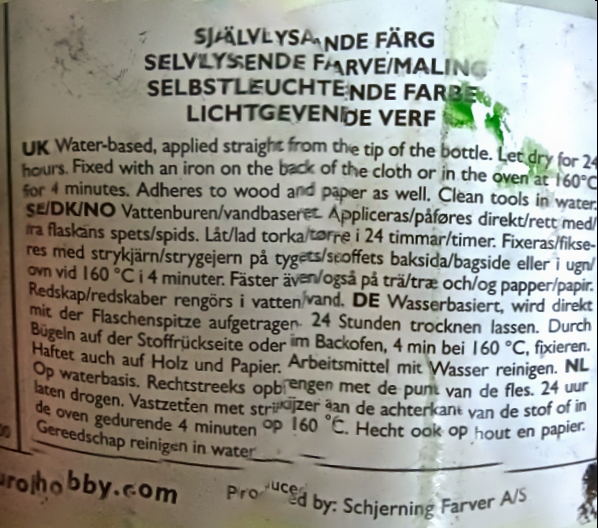 SJÄLVLYSANDE FÄRG
SELVLYSENDE FARVE/MALING
SELBSTLEUCHTENDE FARBE
LICHTGEVENDE VERF
UK Water-based, applied straight from the tip of the bottle. Let dry for 24
hours. Fixed with an iron on the back of the cloth or in the oven at 160°C
for 4 minutes. Adheres to wood and paper as well. Clean tools in water.
SE/DK/NO Vattenburen/vandbaseret. Appliceras/påføres direkt/rett med/
fra flaskans spets/spids. Låt/lad torka/tørre i 24 timmar/timer. Fixeras/fikse-
res med strykjärn/strygejern på tygets/stoffets baksida/bagside eller i ugn/
ovn vid 160 °C i 4 minuter. Fäster även/også på trä/træ och/og papper/papir.
Redskap/redskaber rengörs i vatten/vand. DE Wasserbasiert, wird direkt
mit der Flaschenspitze aufgetragen. 24 Stunden trocknen lassen. Durch
Bügeln auf der Stoffrückseite oder im Backofen, 4 min bei 160 °C, fixieren.
Haftet auch auf Holz und Papier. Arbeitsmittel mit Wasser reinigen. NL
Op waterbasis. Rechtstreeks opbrengen met de punt van de fles. 24 uur
laten drogen. Vastzetten met strijkijzer aan de achterkant van de stof of in
de oven gedurende 4 minuten op 160 °C. Hecht ook op hout en papier.
Gereedschap reinigen in water
hobby.com
Produced by: Schjerning Farver A/S